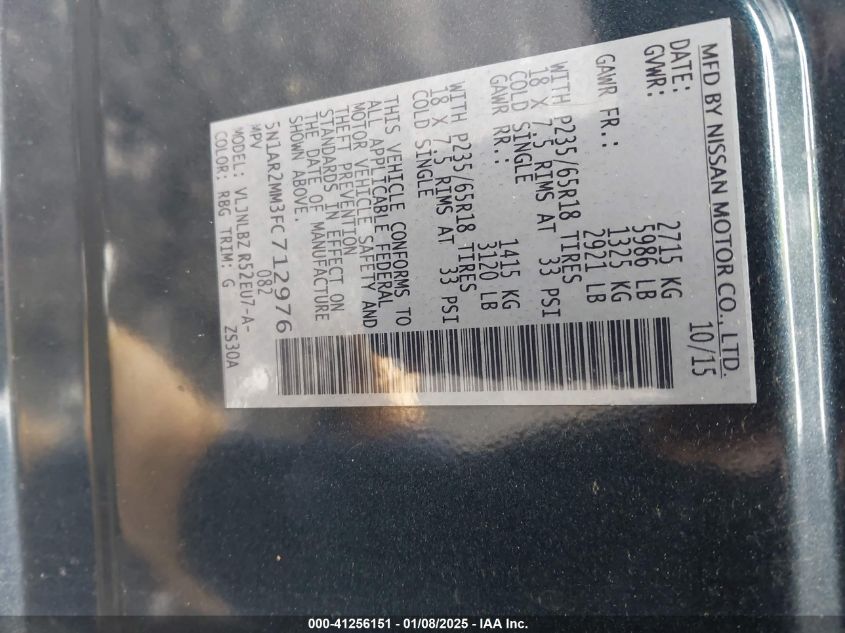 MFD BY NISSAN MOTOR CO., LTD.
DATE: 10/15
GVWR: 2715 KG
5986 LB
GAWR FR.: 1325 KG
2921 LB
WITH P235/65R18 TIRES
18 X 7.5 RIMS AT 33 PSI
COLD SINGLE
GAWR RR.: 1415 KG
3120 LB
WITH P235/65R18 TIRES
18 X 7.5 RIMS AT 33 PSI
COLD SINGLE
THIS VEHICLE CONFORMS TO
ALL APPLICABLE FEDERAL
MOTOR VEHICLE SAFETY AND
THEFT PREVENTION
STANDARDS IN EFFECT ON
THE DATE OF MANUFACTURE
SHOWN ABOVE.
5N1AR2MM3FC712976
MPV 082
MODEL: VLJNLBZ R52EU7-A-
COLOR: RBG TRIM: G ZS30A
000-41256151 — 01/08/2025 — IAA Inc.